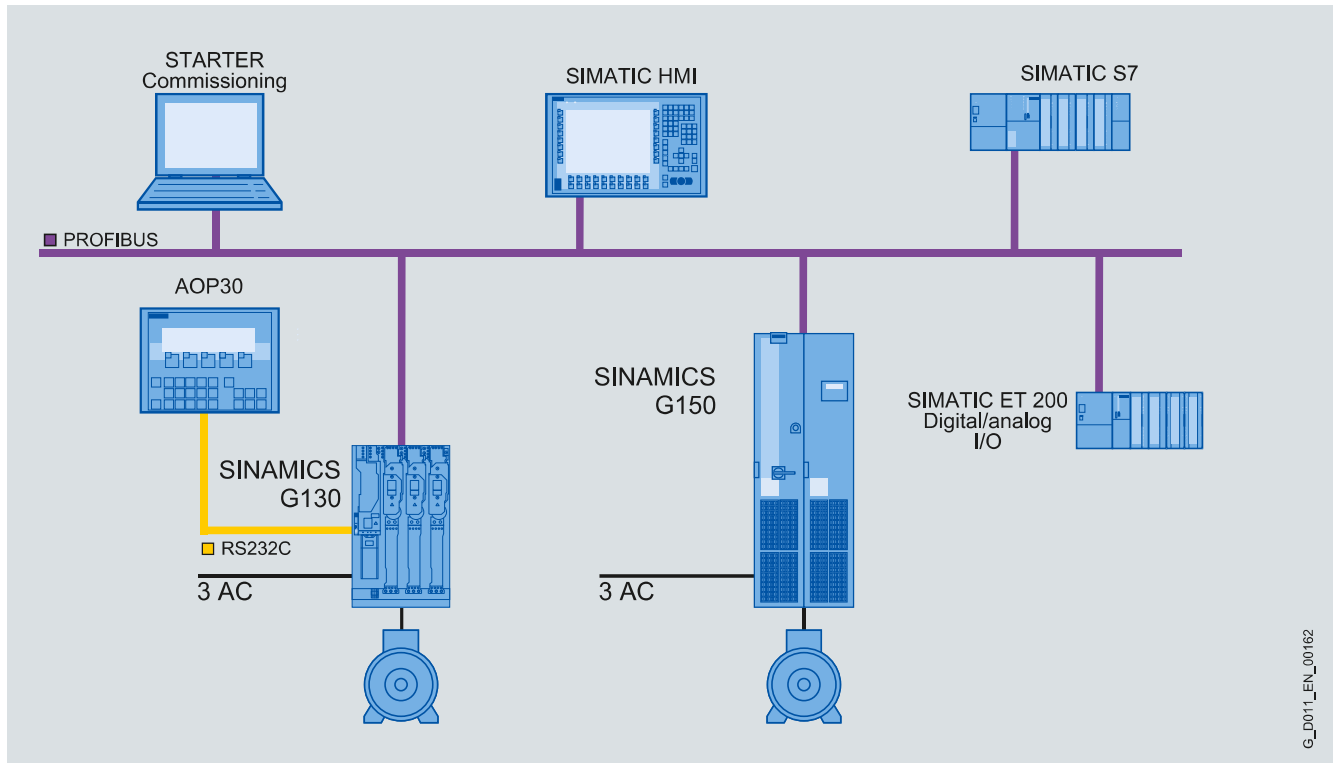 STARTER
Commissioning
SIMATIC HMI
SIMATIC S7
PROFIBUS
AOP30
SINAMICS
G150
SIMATIC ET 200
Digital/analog
I/O
SINAMICS
G130
RS232C
3 AC
3 AC
G_D011_EN_00162